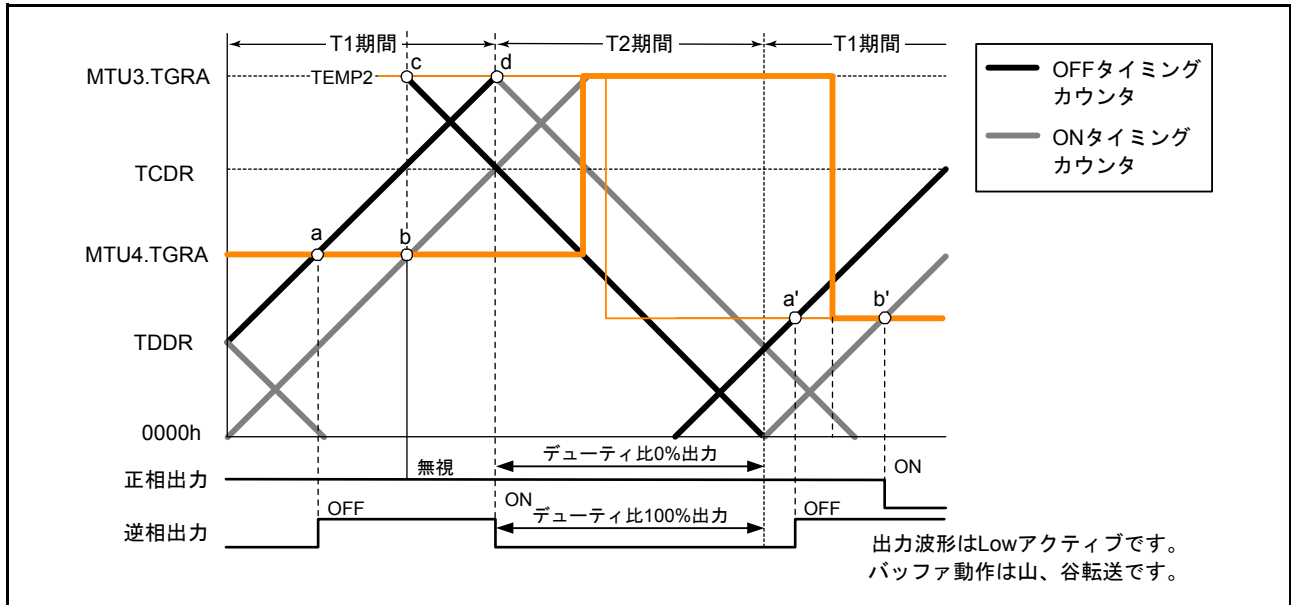 T1期間
T2期間
T1期間
MTU3.TGRA
TEMP2
c
d
TCDR
a
b
MTU4.TGRA
a'
b'
TDDR
0000h
OFFタイミング
カウンタ
ONタイミング
カウンタ
正相出力
無視
デューティ比0%出力
ON
逆相出力
OFF
ON
デューティ比100%出力
OFF
出力波形はLowアクティブです。
バッファ動作は山、谷転送です。